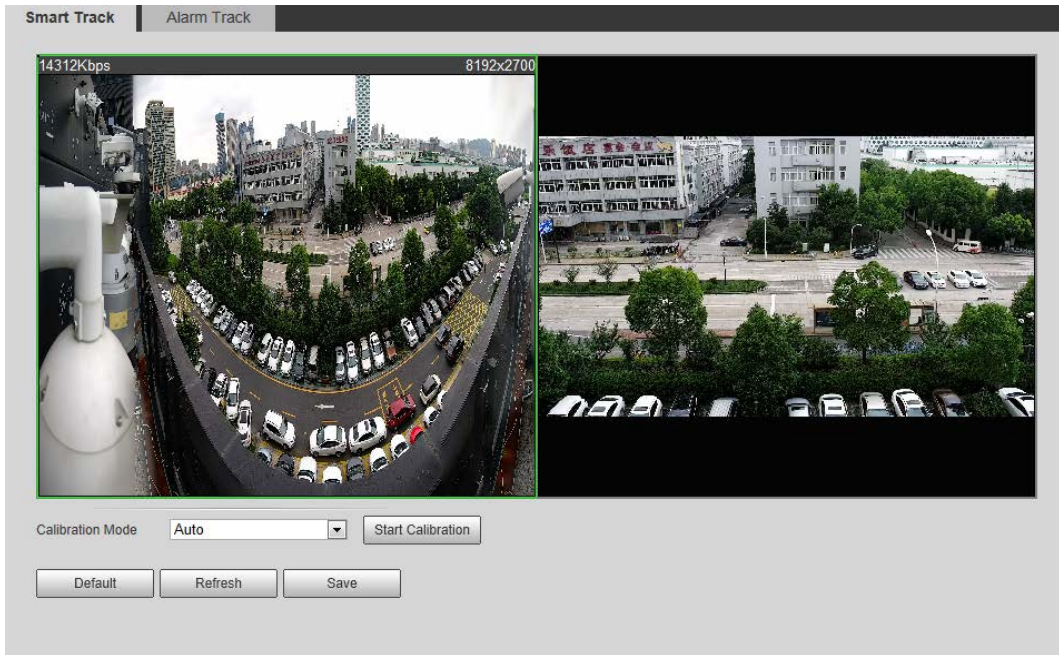 Smart Track
Alarm Track
14312Kbps
8192x2700
Calibration Mode
Auto
Start Calibration
Default
Refresh
Save